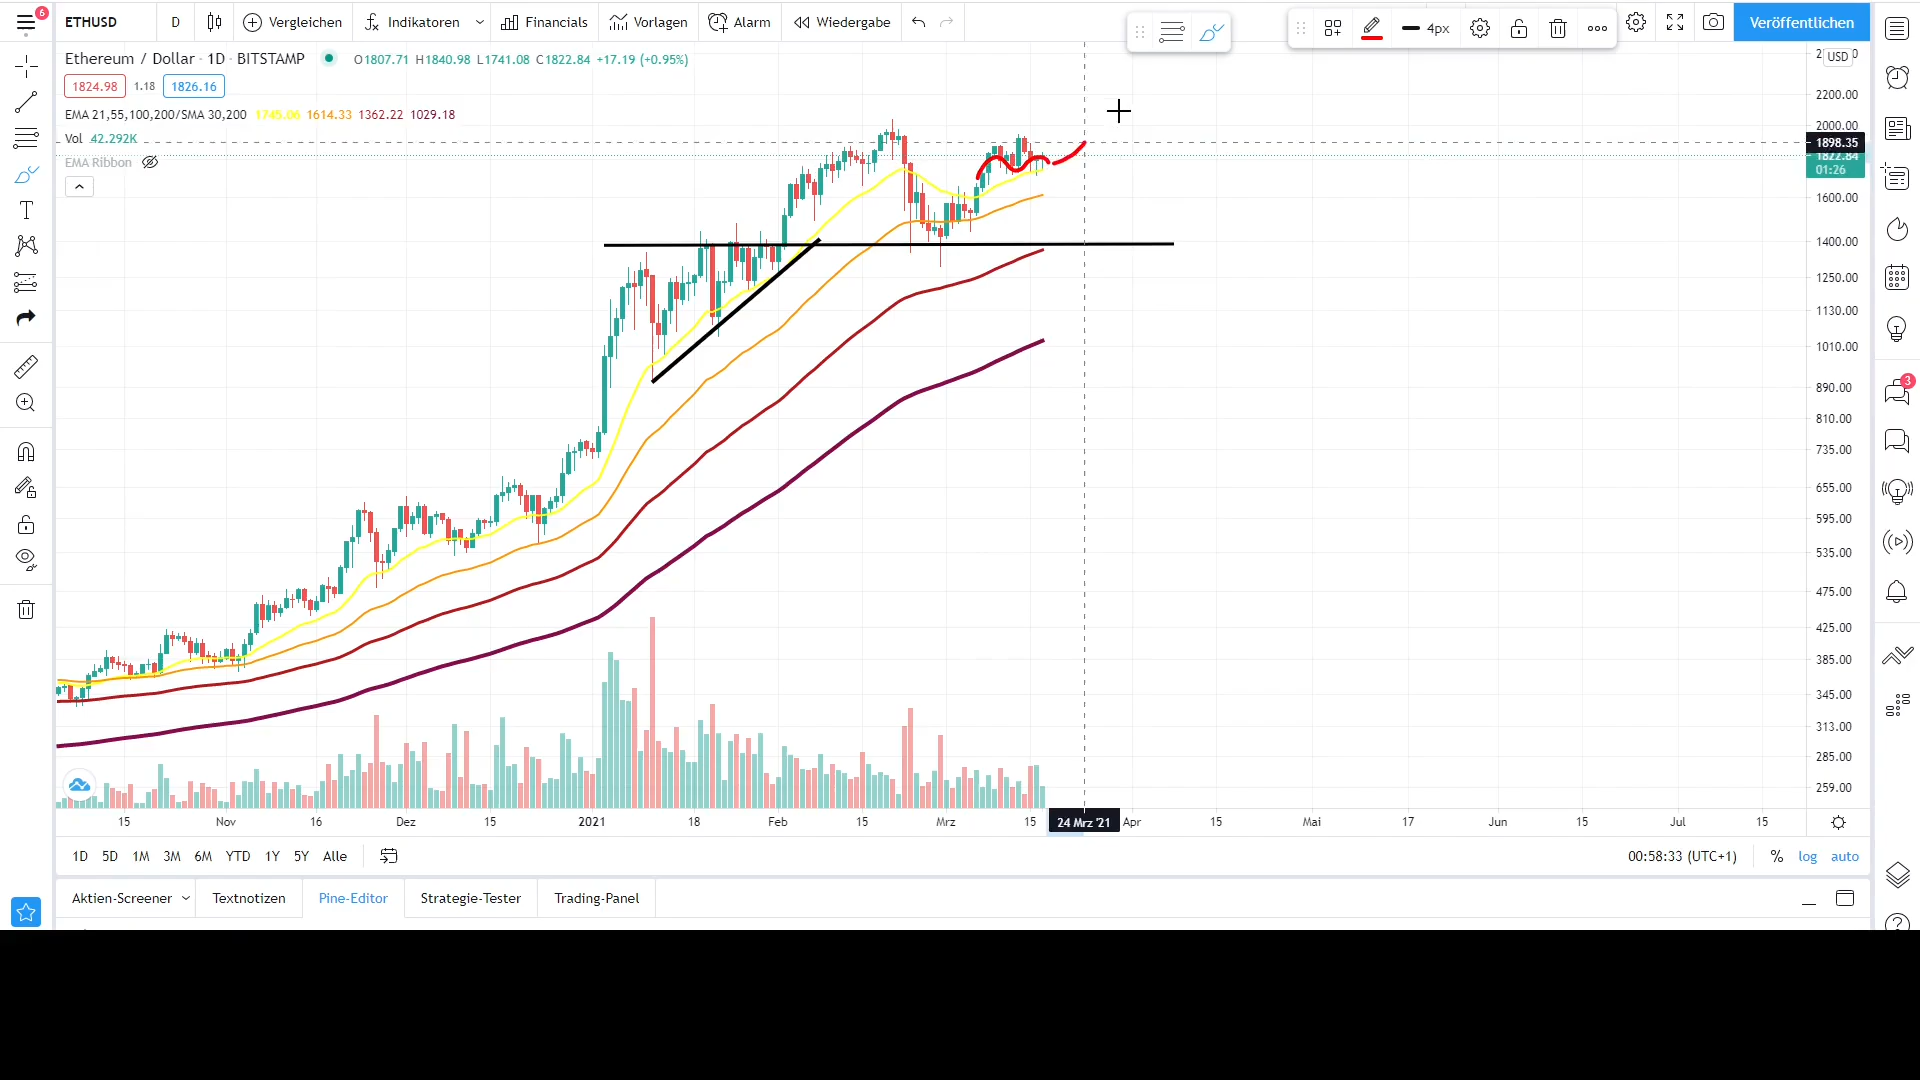 6
ETHUSD D Vergleichen Indikatoren Financials Vorlagen Alarm Wiedergabe 4px Veröffentlichen
Ethereum / Dollar · 1D · BITSTAMP O1807.71 H1840.98 L1741.08 C1822.84 +17.19 (+0.95%)
USD
1824.98 1.18 1826.16
EMA 21,55,100,200/SMA 30,200 1745.06 1614.33 1362.22 1029.18
Vol 42.292K
EMA Ribbon
2200.00
2000.00
1898.35
1822.84
01:26
1600.00
1400.00
1250.00
1130.00
1010.00
890.00
810.00
735.00
655.00
595.00
535.00
475.00
425.00
385.00
345.00
313.00
285.00
259.00
3
15 Nov 16 Dez 15 2021 18 Feb 15 Mrz 15 24 Mrz '21 Apr 15 Mai 17 Jun 15 Jul 15
1D 5D 1M 3M 6M YTD 1Y 5Y Alle 00:58:33 (UTC+1) % log auto
Aktien-Screener Textnotizen Pine-Editor Strategie-Tester Trading-Panel